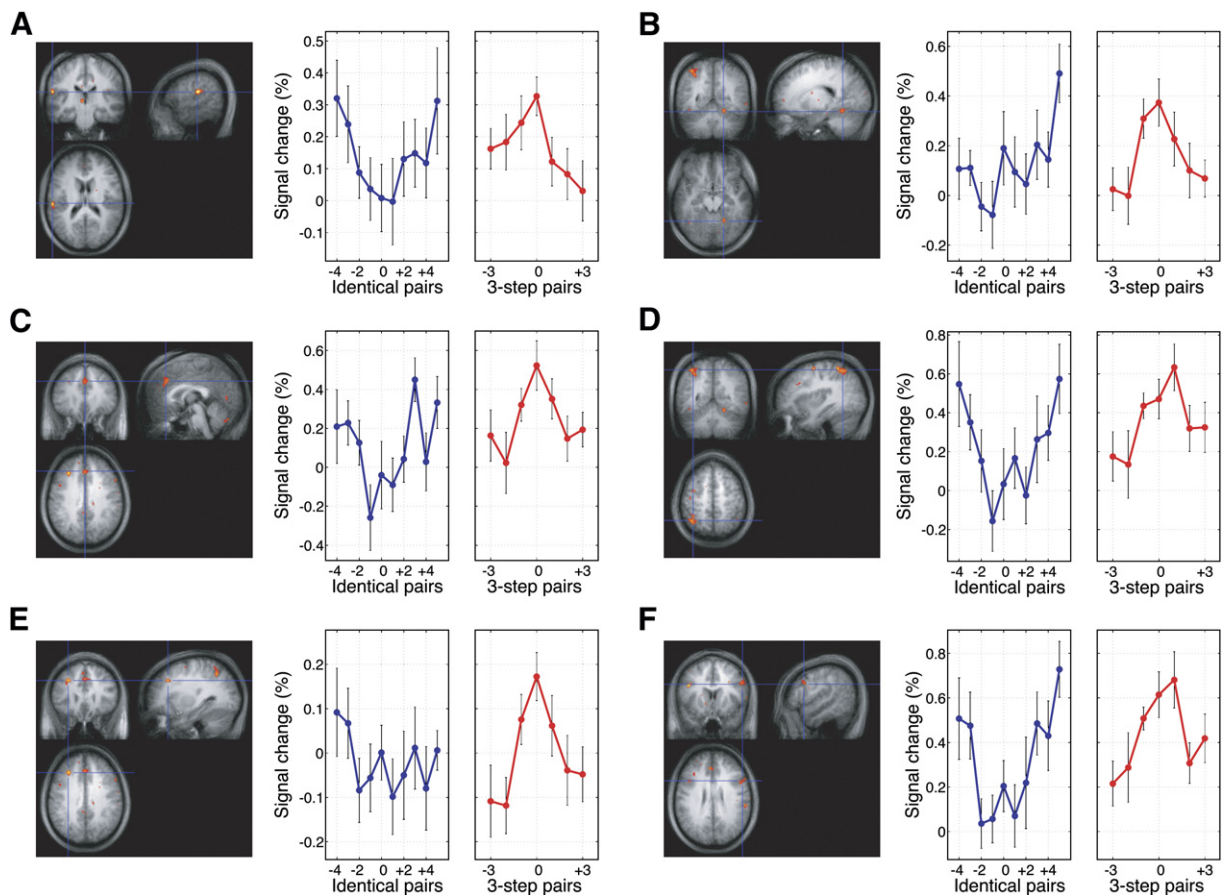 A
Signal change (%)
0.5
0.4
0.3
0.2
0.1
0
-0.1
-4 -2 0 +2 +4
Identical pairs
-3 0 +3
3-step pairs
B
Signal change (%)
0.6
0.4
0.2
0
-0.2
-4 -2 0 +2 +4
Identical pairs
-3 0 +3
3-step pairs
C
Signal change (%)
0.6
0.4
0.2
0
-0.2
-0.4
-4 -2 0 +2 +4
Identical pairs
-3 0 +3
3-step pairs
D
Signal change (%)
0.8
0.6
0.4
0.2
0
-0.2
-4 -2 0 +2 +4
Identical pairs
-3 0 +3
3-step pairs
E
Signal change (%)
0.2
0.1
0
-0.1
-0.2
-4 -2 0 +2 +4
Identical pairs
-3 0 +3
3-step pairs
F
Signal change (%)
0.8
0.6
0.4
0.2
0
-4 -2 0 +2 +4
Identical pairs
-3 0 +3
3-step pairs